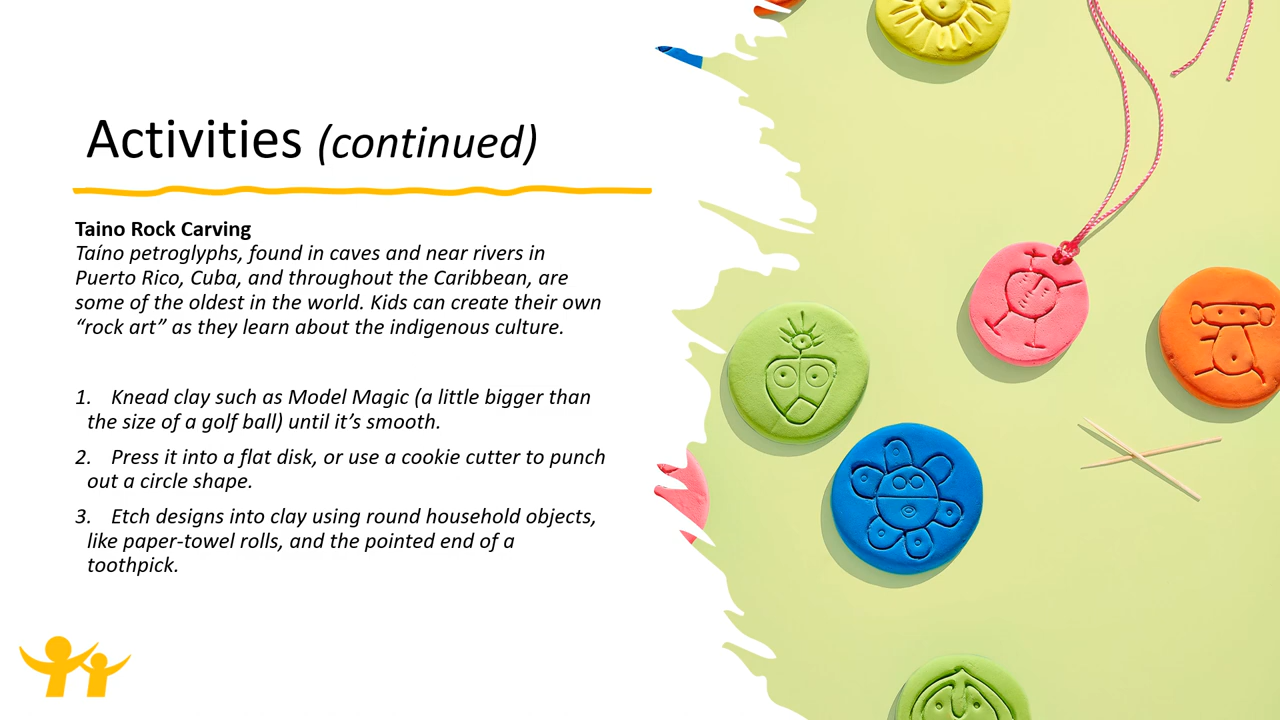 Activities (continued)
Taino Rock Carving
Taíno petroglyphs, found in caves and near rivers in
Puerto Rico, Cuba, and throughout the Caribbean, are
some of the oldest in the world. Kids can create their own
“rock art” as they learn about the indigenous culture.
1. Knead clay such as Model Magic (a little bigger than
the size of a golf ball) until it’s smooth.
2. Press it into a flat disk, or use a cookie cutter to punch
out a circle shape.
3. Etch designs into clay using round household objects,
like paper-towel rolls, and the pointed end of a
toothpick.